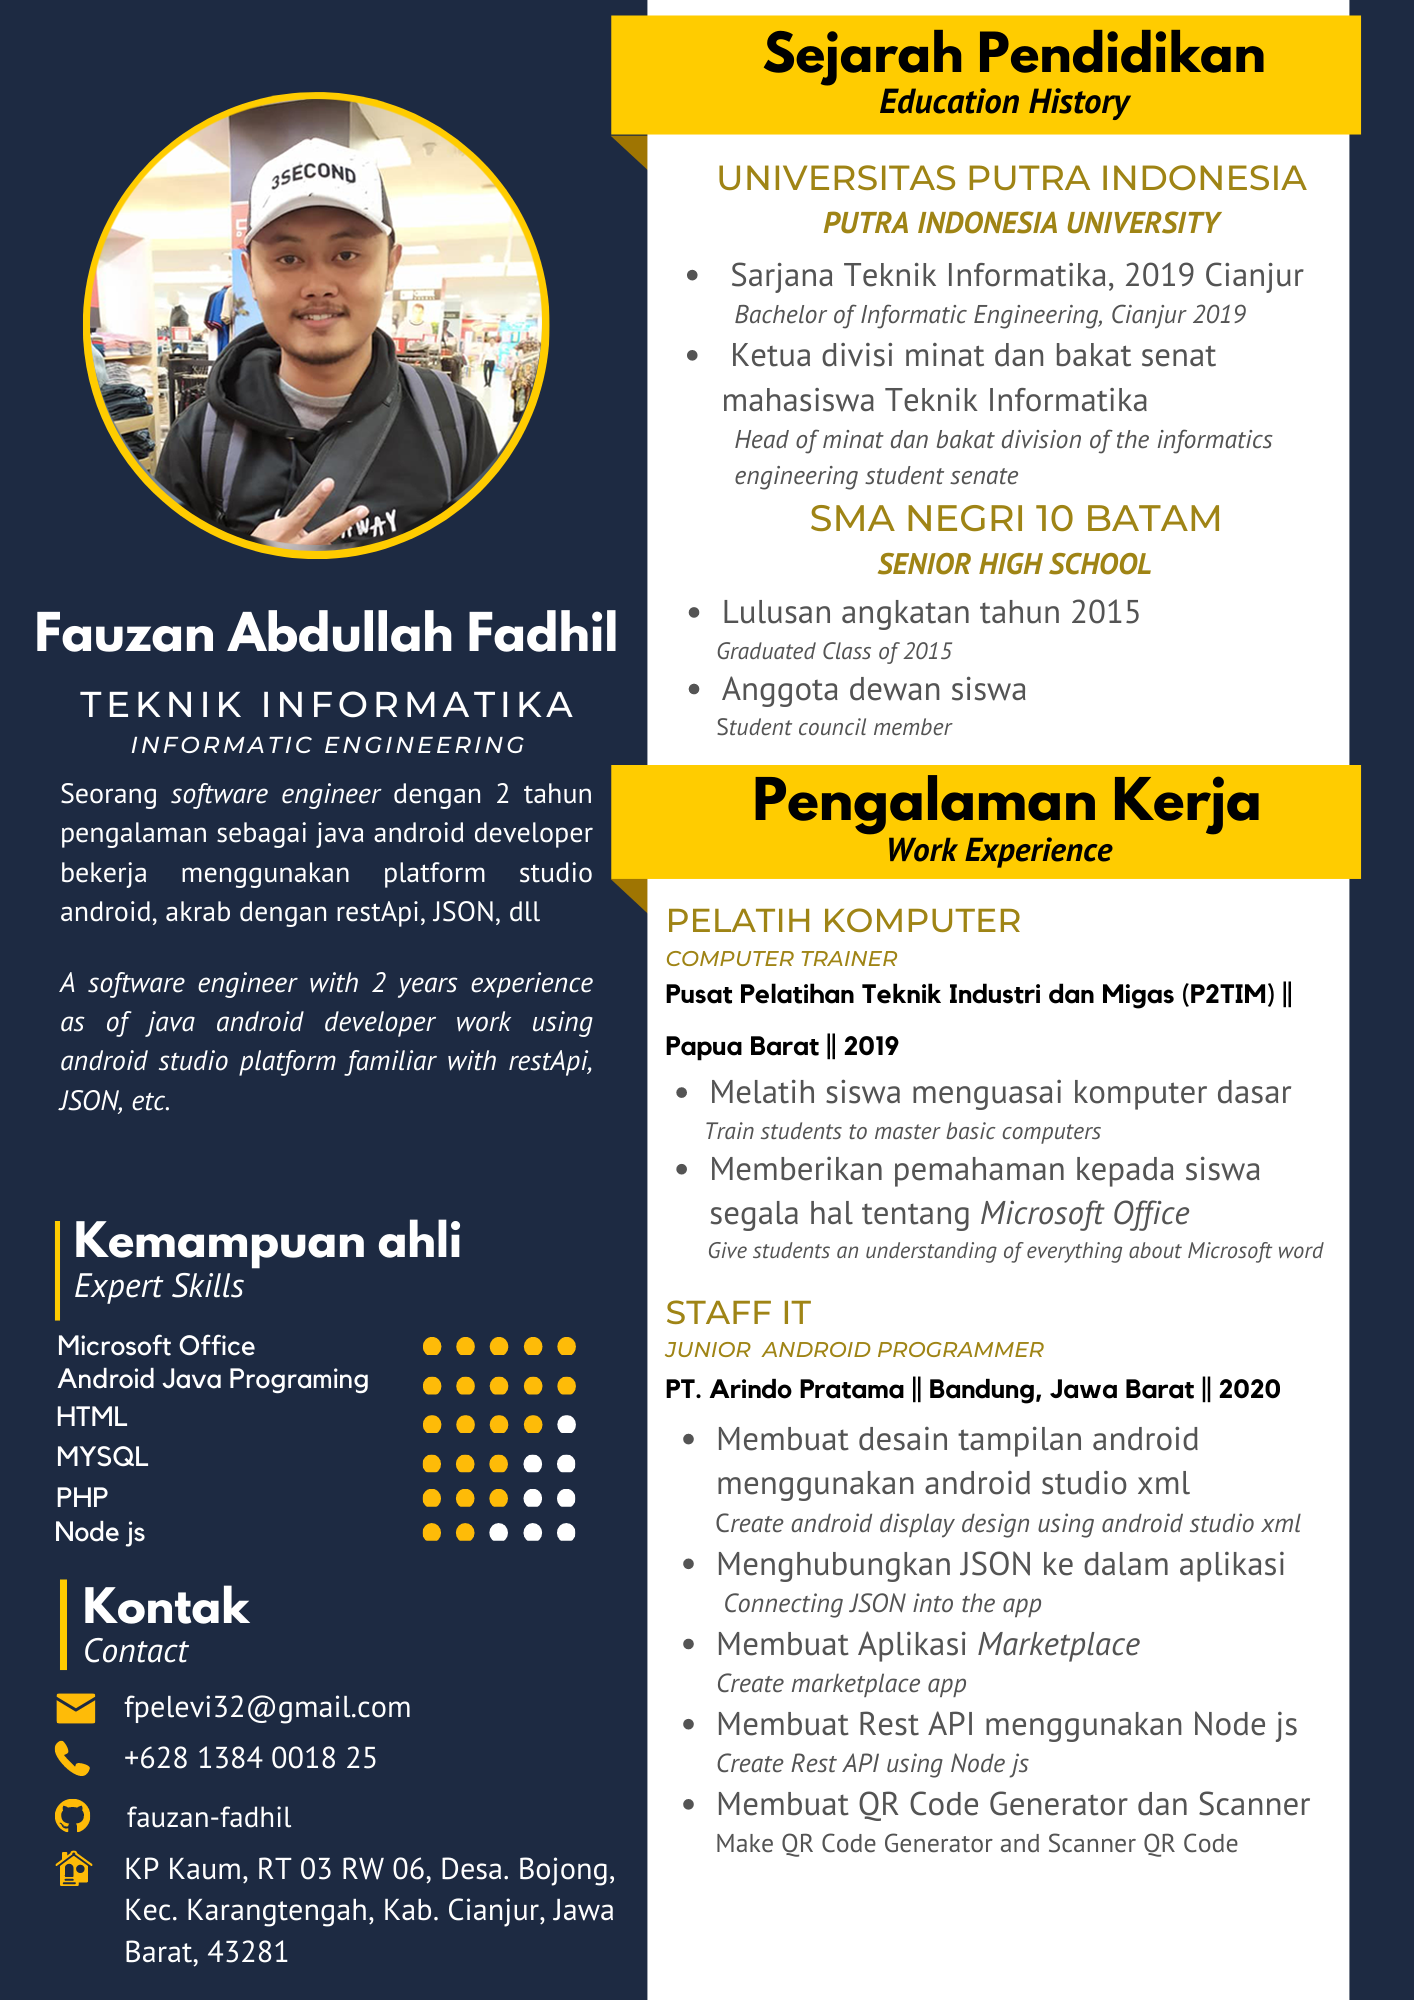 3SECOND
AWAY
Fauzan Abdullah Fadhil
TEKNIK INFORMATIKA
INFORMATIC ENGINEERING
Seorang software engineer dengan 2 tahun
pengalaman sebagai java android developer
bekerja menggunakan platform studio
android, akrab dengan restApi, JSON, dll
A software engineer with 2 years experience
as of java android developer work using
android studio platform familiar with restApi,
JSON, etc.
Kemampuan ahli
Expert Skills
Microsoft Office
Android Java Programing
HTML
MYSQL
PHP
Node js
Kontak
Contact
fpelevi32@gmail.com
+628 1384 0018 25
fauzan-fadhil
KP Kaum, RT 03 RW 06, Desa. Bojong,
Kec. Karangtengah, Kab. Cianjur, Jawa
Barat, 43281
Sejarah Pendidikan
Education History
UNIVERSITAS PUTRA INDONESIA
PUTRA INDONESIA UNIVERSITY
• Sarjana Teknik Informatika, 2019 Cianjur
Bachelor of Informatic Engineering, Cianjur 2019
• Ketua divisi minat dan bakat senat
mahasiswa Teknik Informatika
Head of minat dan bakat division of the informatics
engineering student senate
SMA NEGRI 10 BATAM
SENIOR HIGH SCHOOL
• Lulusan angkatan tahun 2015
Graduated Class of 2015
• Anggota dewan siswa
Student council member
Pengalaman Kerja
Work Experience
PELATIH KOMPUTER
COMPUTER TRAINER
Pusat Pelatihan Teknik Industri dan Migas (P2TIM) ||
Papua Barat || 2019
• Melatih siswa menguasai komputer dasar
Train students to master basic computers
• Memberikan pemahaman kepada siswa
segala hal tentang Microsoft Office
Give students an understanding of everything about Microsoft word
STAFF IT
JUNIOR ANDROID PROGRAMMER
PT. Arindo Pratama || Bandung, Jawa Barat || 2020
• Membuat desain tampilan android
menggunakan android studio xml
Create android display design using android studio xml
• Menghubungkan JSON ke dalam aplikasi
Connecting JSON into the app
• Membuat Aplikasi Marketplace
Create marketplace app
• Membuat Rest API menggunakan Node js
Create Rest API using Node js
• Membuat QR Code Generator dan Scanner
Make QR Code Generator and Scanner QR Code